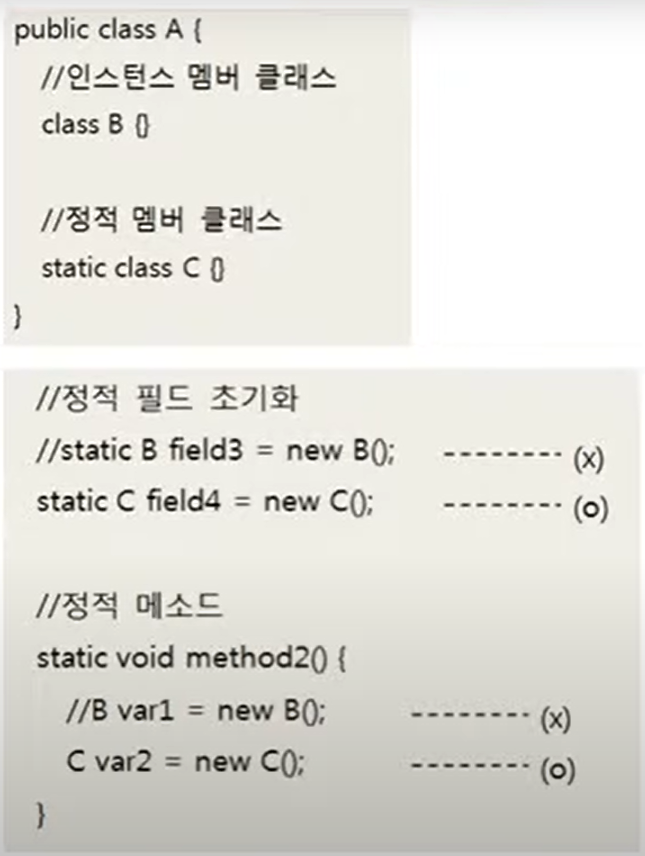 public class A {
//인스턴스 멤버 클래스
class B {}
//정적 멤버 클래스
static class C {}
}
//정적 필드 초기화
//static B field3 = new B(); -------- (x)
static C field4 = new C(); -------- (o)
//정적 메소드
static void method2() {
//B var1 = new B(); -------- (x)
C var2 = new C(); -------- (o)
}